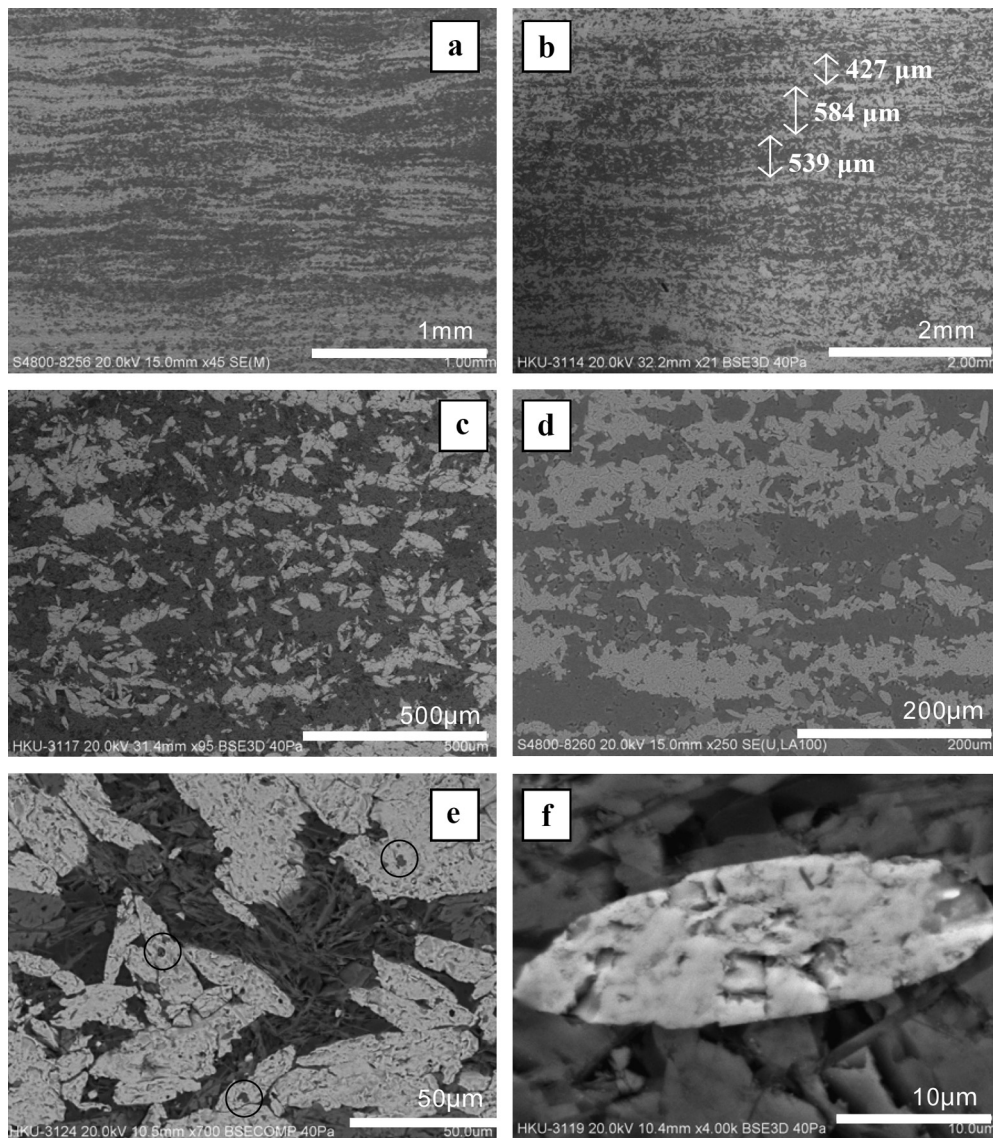 a
b
427 μm
584 μm
539 μm
1mm
S4800-8256 20.0kV 15.0mm x45 SE(M)
1.00mm
2mm
HKU-3114 20.0kV 32.2mm x21 BSE3D 40Pa
2.00mm
c
d
500μm
HKU-3117 20.0kV 31.4mm x95 BSE3D 40Pa
500um
200μm
S4800-8260 20.0kV 15.0mm x250 SE(U,LA100)
200um
e
f
50μm
HKU-3124 20.0kV 10.5mm x700 BSECOMP 40Pa
50.0um
10μm
HKU-3119 20.0kV 10.4mm x4.00k BSE3D 40Pa
10.0um